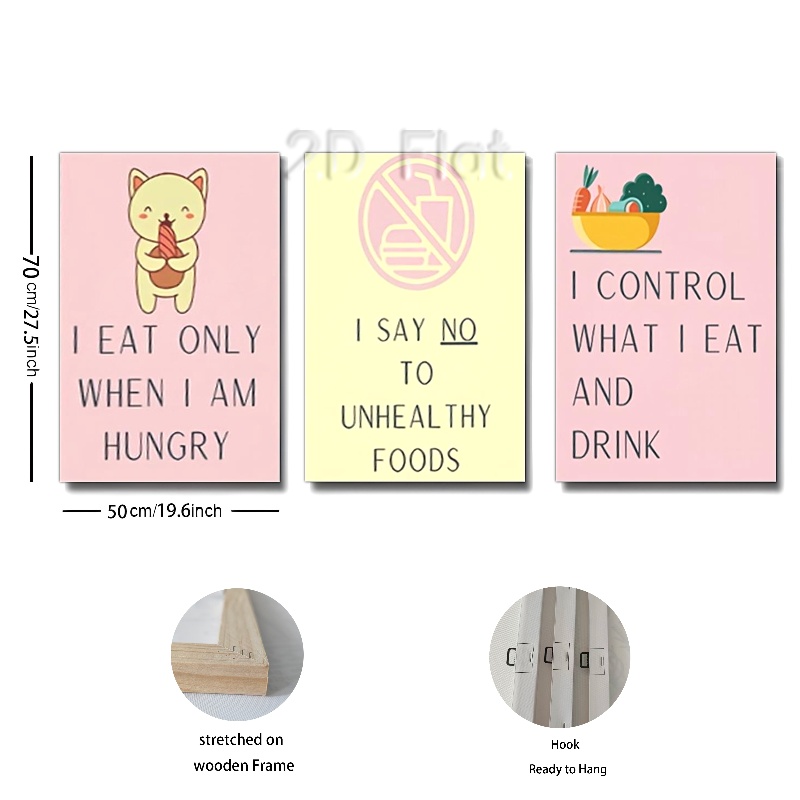 2D Flat
70 cm/27.5inch
I EAT ONLY
WHEN I AM
HUNGRY
I SAY NO
TO
UNHEALTHY
FOODS
I CONTROL
WHAT I EAT
AND
DRINK
50cm/19.6inch
stretched on
wooden Frame
Hook
Ready to Hang